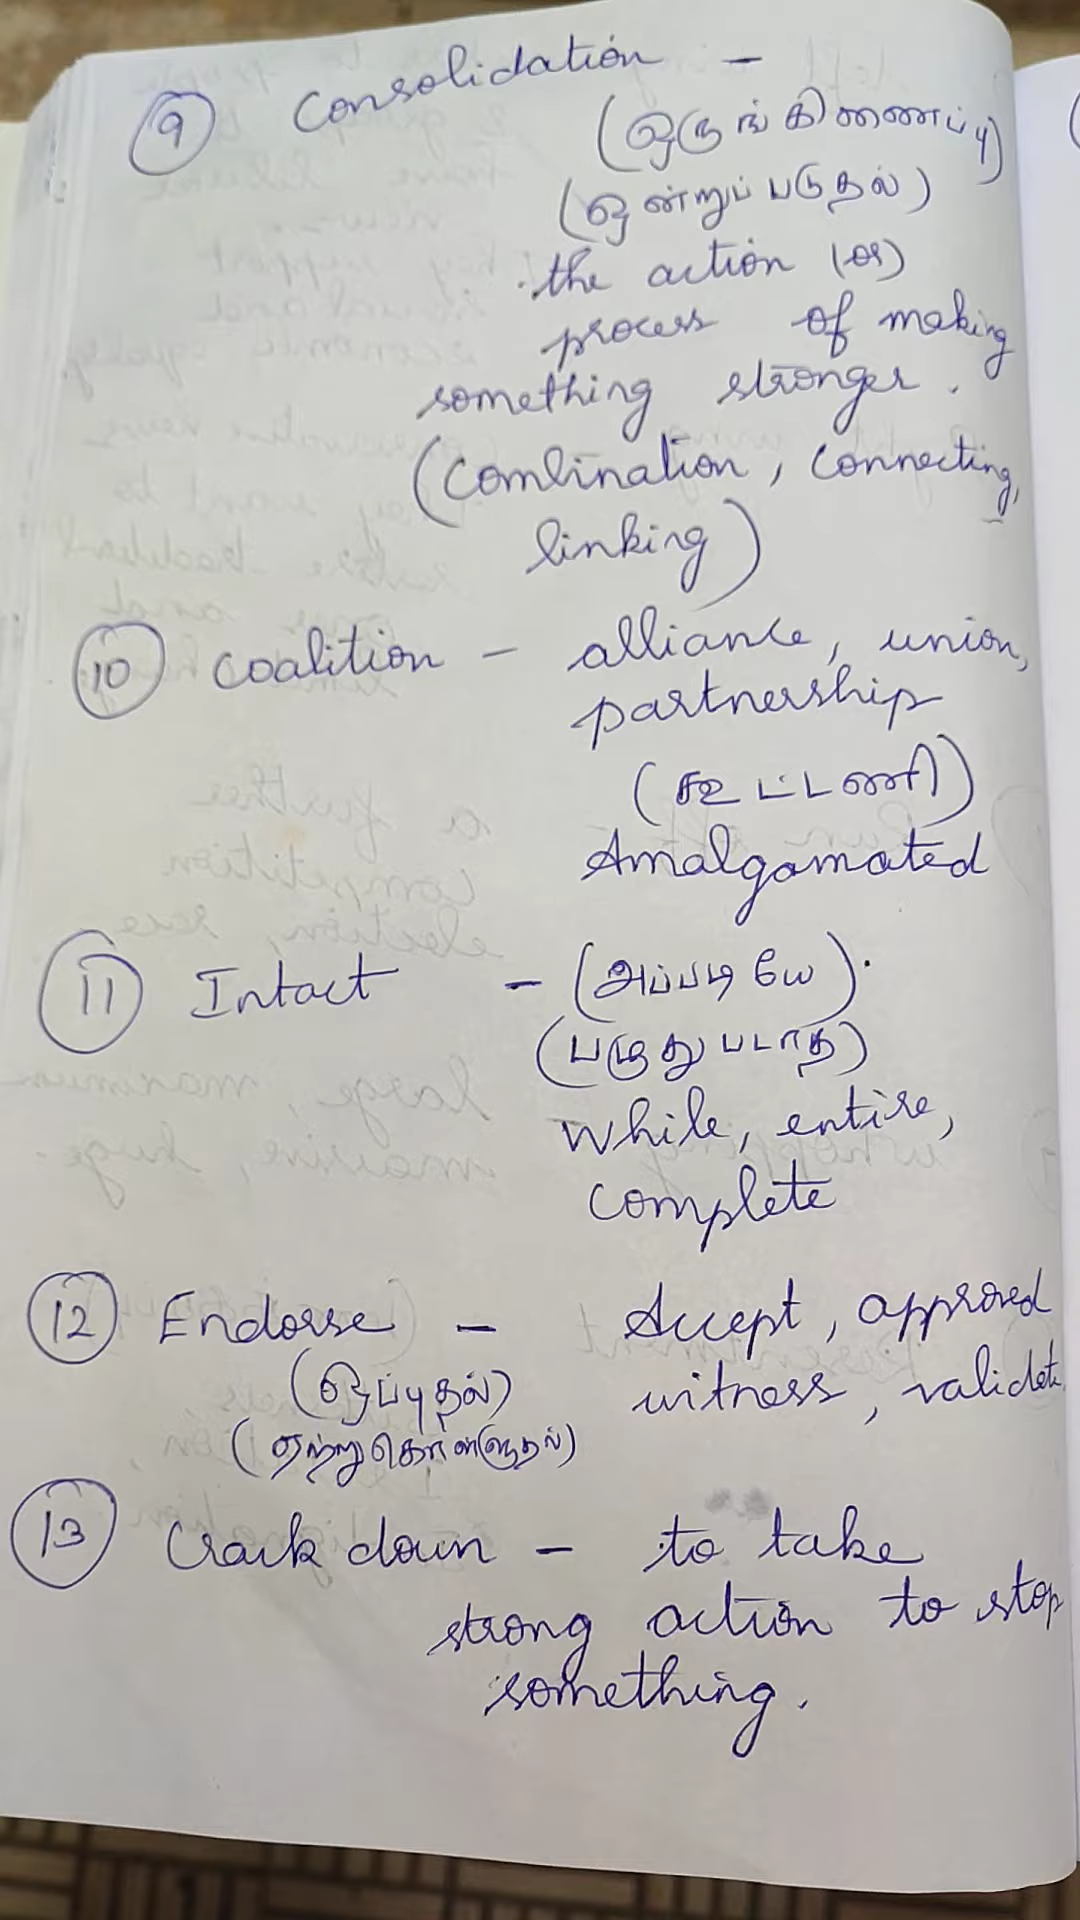 9 Consolidation -
(ஒருங்கிணைப்பு)
(ஒன்றுப்படுதல்)
the action (or)
process of making
something stronger.
(Combination, connecting,
linking)
10 Coalition - alliance, union,
partnership
(கூட்டணி)
Amalgamated
11 Intact - (அப்படியே).
(பழுதுபடாத)
While, entire,
complete
12 Endorse - Accept, approved
(ஒப்புதல்) witness, validate
(ஏற்றுகொள்ளுதல்)
13 Crack down - to take
strong action to stop
something.